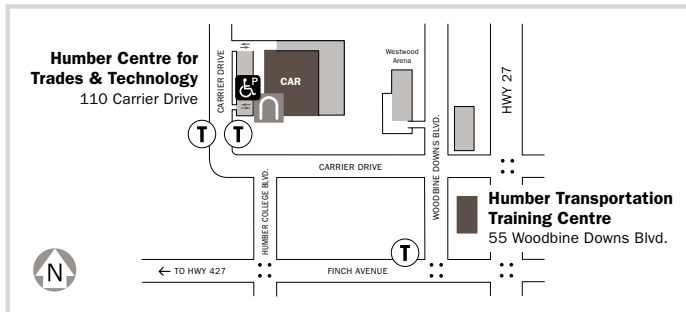 Humber Centre for
Trades & Technology
110 Carrier Drive
CARRIER DRIVE
P
CAR
T
T
Westwood
Arena
HWY 27
WOODBINE DOWNS BLVD.
CARRIER DRIVE
HUMBER COLLEGE BLVD.
Humber Transportation
Training Centre
55 Woodbine Downs Blvd.
T
N
← TO HWY 427
FINCH AVENUE